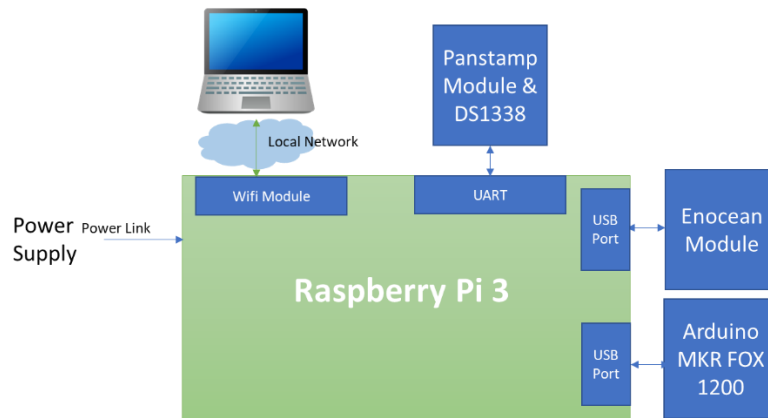 Panstamp
Module &
DS1338
Local Network
Wifi Module
UART
USB
Port
Enocean
Module
Power
Supply
Power Link
Raspberry Pi 3
USB
Port
Arduino
MKR FOX
1200